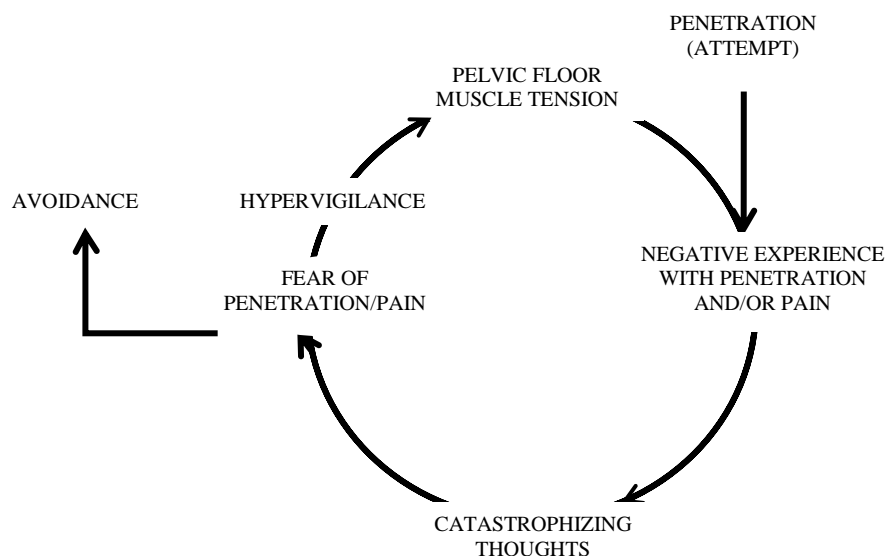 PENETRATION
(ATTEMPT)
PELVIC FLOOR
MUSCLE TENSION
AVOIDANCE
HYPERVIGILANCE
NEGATIVE EXPERIENCE
WITH PENETRATION
AND/OR PAIN
FEAR OF
PENETRATION/PAIN
CATASTROPHIZING
THOUGHTS